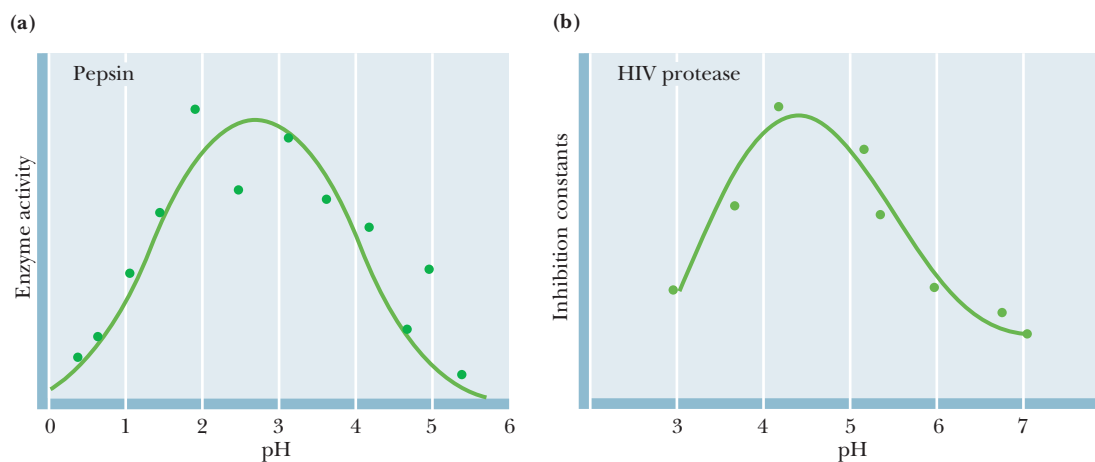 (a)
Pepsin
Enzyme activity
0 1 2 3 4 5 6
pH
(b)
HIV protease
Inhibition constants
3 4 5 6 7
pH